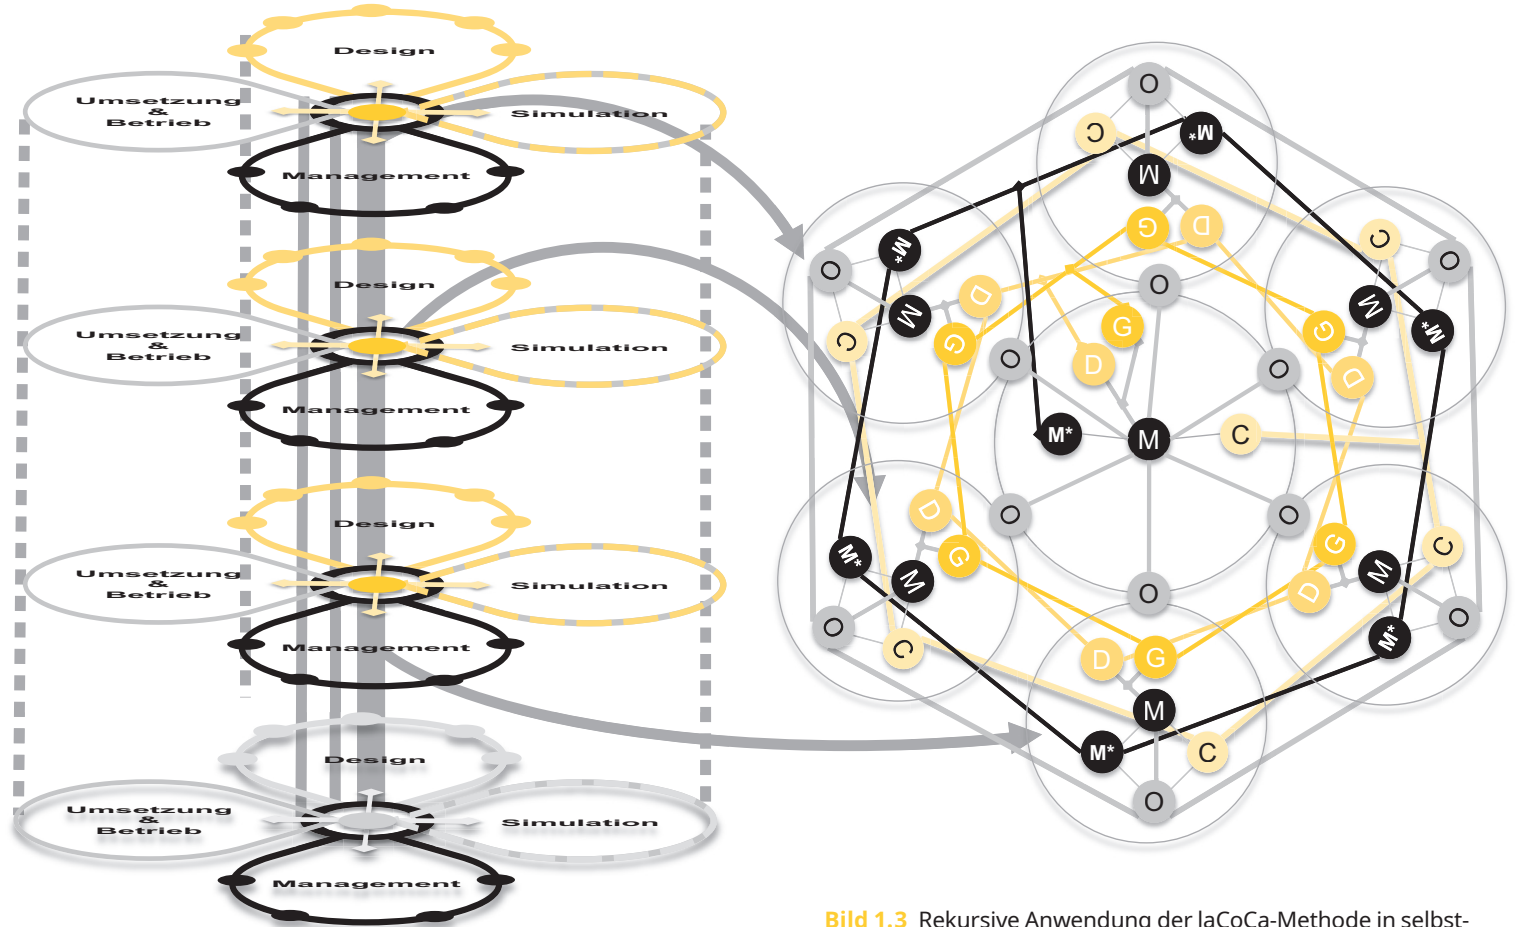 Design
Umsetzung
&
Betrieb
Simulation
Management
Design
Umsetzung
&
Betrieb
Simulation
Management
Design
Umsetzung
&
Betrieb
Simulation
Management
Design
Umsetzung
&
Betrieb
Simulation
Management
O
C
M*
M
G
D
O
M*
M
C
D
G
C
O
M
M*
G
D
O
G
D
O
O
M*
M
C
O
O
O
D
G
M*
M
O
C
G
C
M
D
O
M*
D
G
M
M*
C
O
Bild 1.3 Rekursive Anwendung der laCoCa-Methode in selbst-